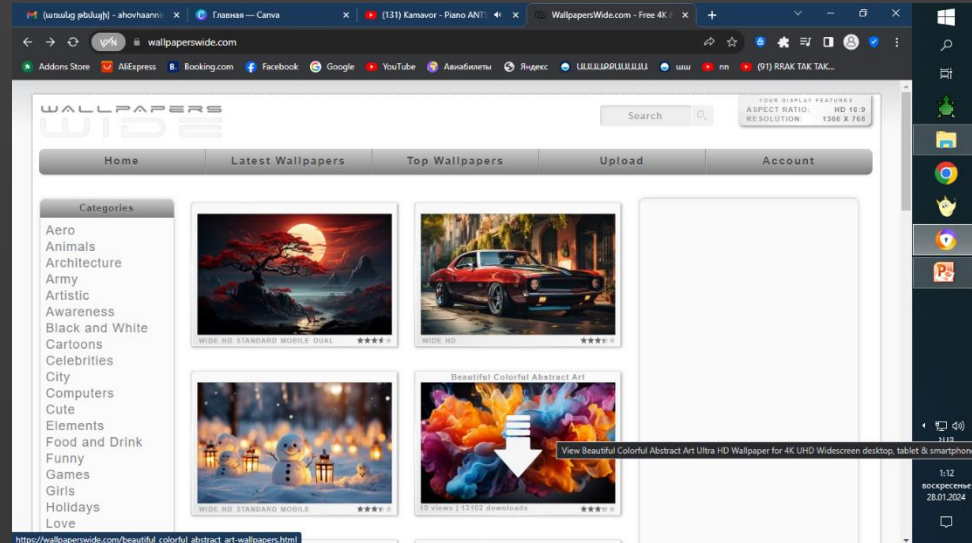 (առանց թեմայի) - ahovhaanni
Главная — Canva
(131) Kamavor - Piano ANTS
WallpapersWide.com - Free 4K
VPN
wallpaperswide.com
Addons Store
AliExpress
Booking.com
Facebook
Google
YouTube
Авиабилеты
Яндекс
nn
(91) RRAK TAK TAK...
WALLPAPERS
WIDE
Search
YOUR DISPLAY FEATURES
ASPECT RATIO: HD 16:9
RESOLUTION: 1366 X 768
Home
Latest Wallpapers
Top Wallpapers
Upload
Account
Categories
Aero
Animals
Architecture
Army
Artistic
Awareness
Black and White
Cartoons
Celebrities
City
Computers
Cute
Elements
Food and Drink
Funny
Games
Girls
Holidays
Love
WIDE HD STANDARD MOBILE DUAL
WIDE HD
WIDE HD STANDARD MOBILE
Beautiful Colorful Abstract Art
10 views | 13102 downloads
View Beautiful Colorful Abstract Art Ultra HD Wallpaper for 4K UHD Widescreen desktop, tablet & smartphone
https://wallpaperswide.com/beautiful_colorful_abstract_art-wallpapers.html
1:12
воскресенье
28.01.2024